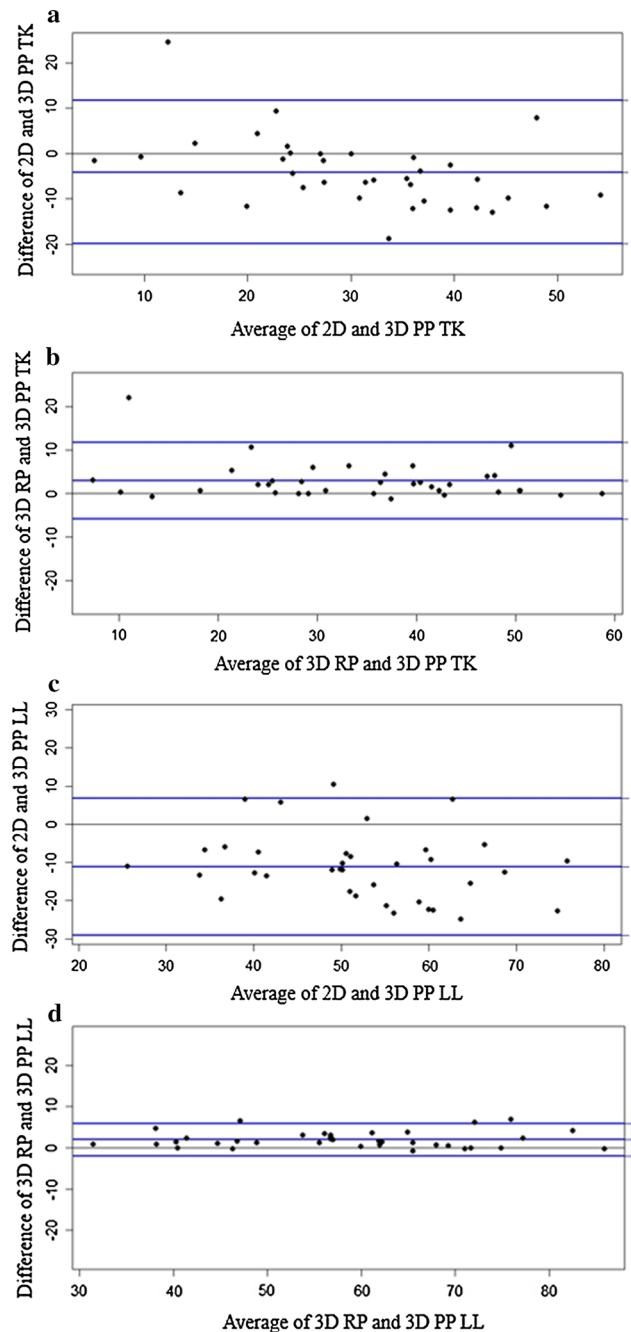 a
Difference of 2D and 3D PP TK
20
10
0
-10
-20
10 20 30 40 50
Average of 2D and 3D PP TK
b
Difference of 3D RP and 3D PP TK
20
10
0
-10
-20
10 20 30 40 50 60
Average of 3D RP and 3D PP TK
c
Difference of 2D and 3D PP LL
30
20
10
0
-10
-20
-30
20 30 40 50 60 70 80
Average of 2D and 3D PP LL
d
Difference of 3D RP and 3D PP LL
20
10
0
-10
-20
30 40 50 60 70 80
Average of 3D RP and 3D PP LL